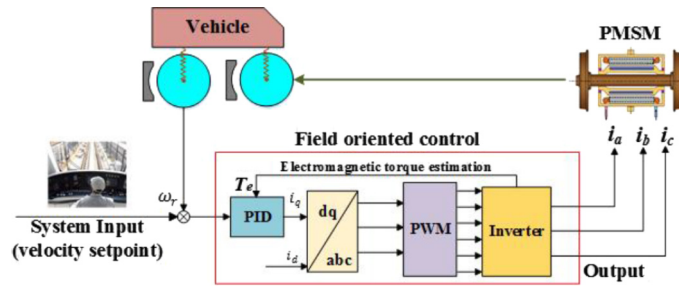 Vehicle
PMSM
Field oriented control
i_a i_b i_c
Electromagnetic torque estimation
T_e
ω_r
i_q
System Input
(velocity setpoint)
PID
dq
abc
i_d
PWM
Inverter
Output